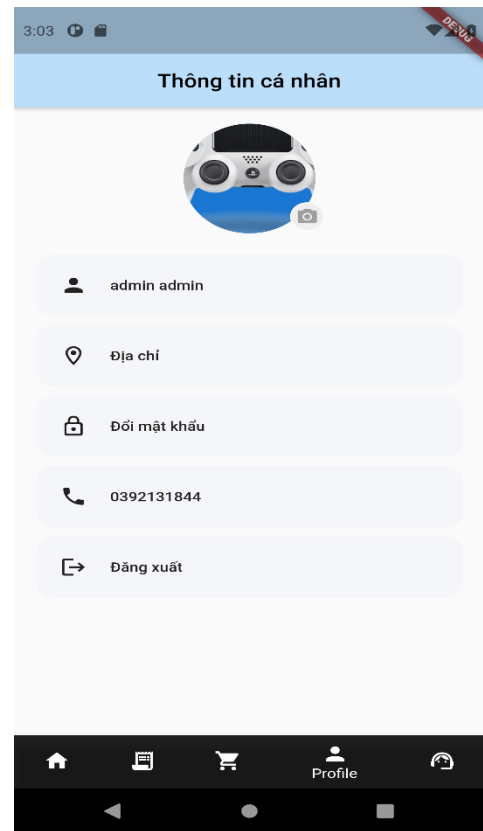 3:03
DEBUG
Thông tin cá nhân
admin admin
Địa chỉ
Đổi mật khẩu
0392131844
Đăng xuất
Profile